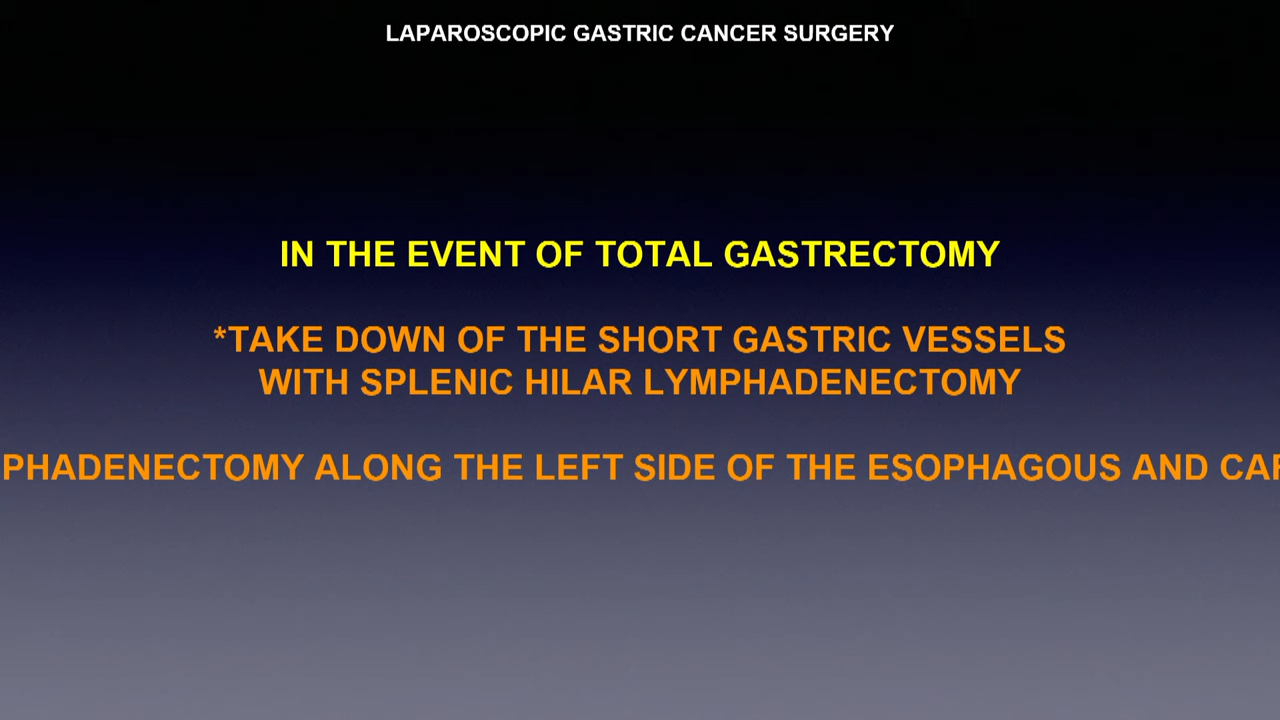 LAPAROSCOPIC GASTRIC CANCER SURGERY
IN THE EVENT OF TOTAL GASTRECTOMY
*TAKE DOWN OF THE SHORT GASTRIC VESSELS
WITH SPLENIC HILAR LYMPHADENECTOMY
PHADENECTOMY ALONG THE LEFT SIDE OF THE ESOPHAGOUS AND